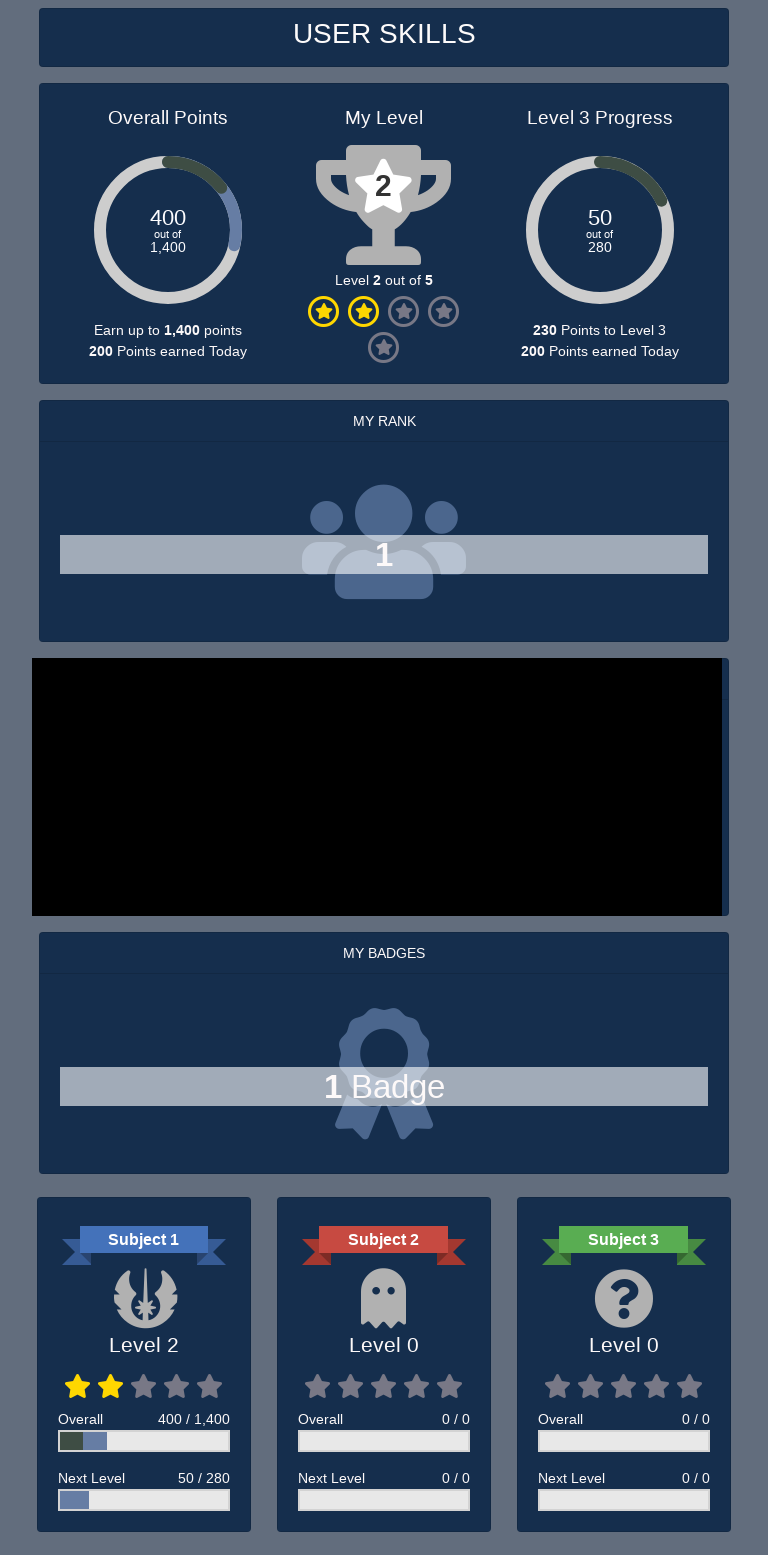 USER SKILLS
Overall Points
400
out of
1,400
Earn up to 1,400 points
200 Points earned Today
My Level
2
Level 2 out of 5
Level 3 Progress
50
out of
280
230 Points to Level 3
200 Points earned Today
MY RANK
1
MY BADGES
1 Badge
Subject 1
Level 2
Overall 400 / 1,400
Next Level 50 / 280
Subject 2
Level 0
Overall 0 / 0
Next Level 0 / 0
Subject 3
Level 0
Overall 0 / 0
Next Level 0 / 0